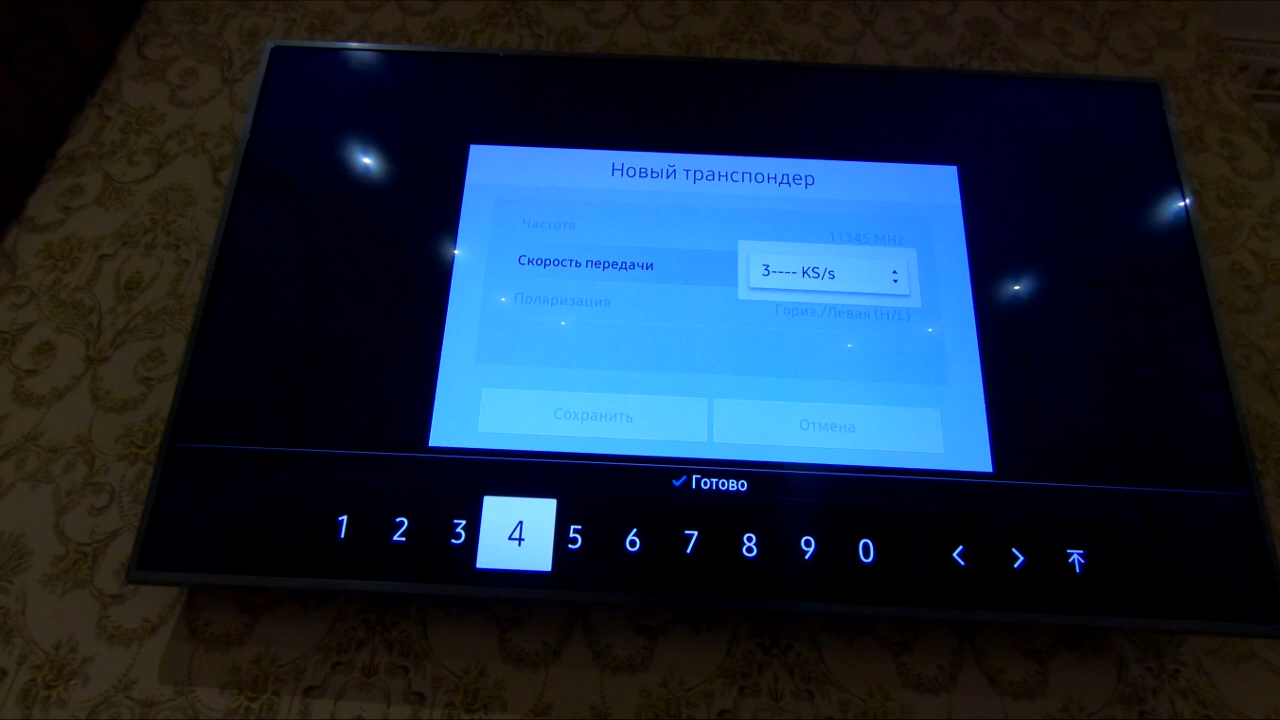 Новый транспондер
Частота 11345 MHz
Скорость передачи 3---- KS/s
Поляризация Гориз./Левая (H/L)
Сохранить Отмена
Готово
1 2 3 4 5 6 7 8 9 0